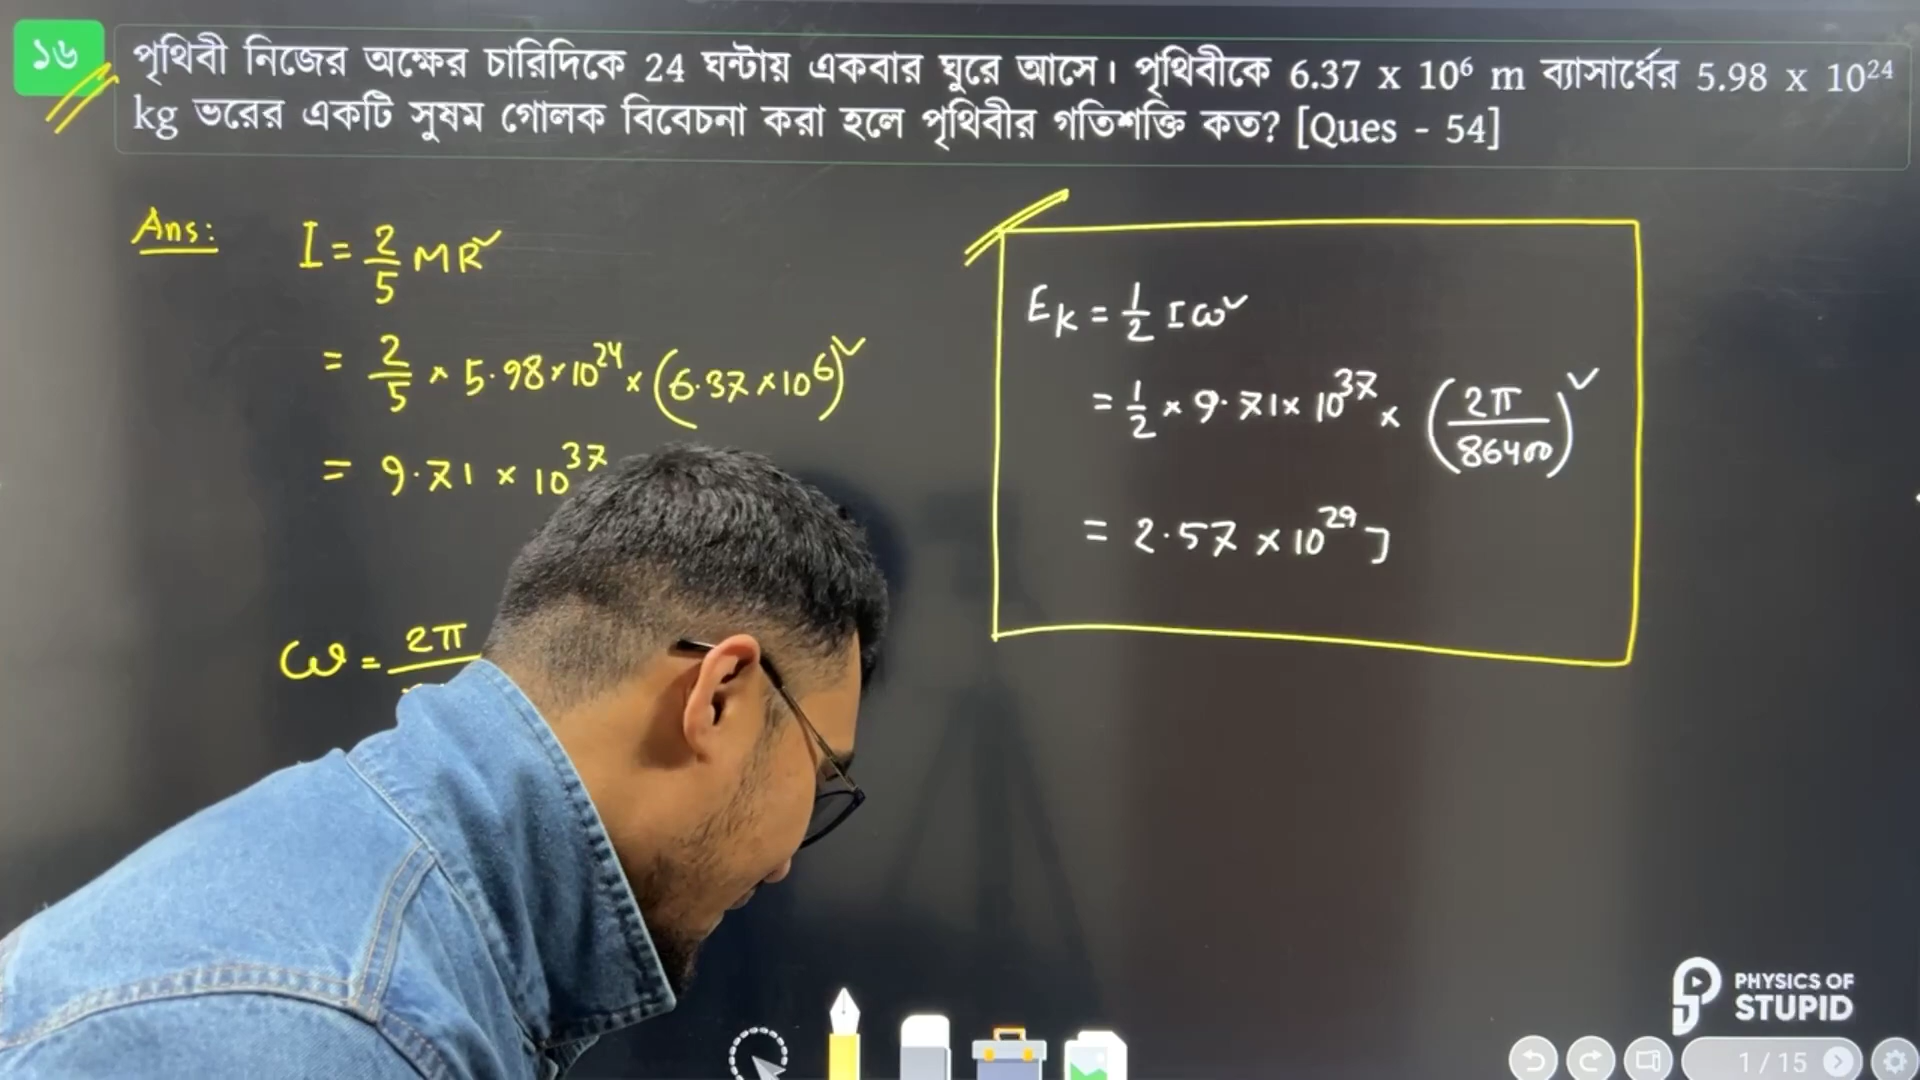 ১৬
পৃথিবী নিজের অক্ষের চারিদিকে 24 ঘন্টায় একবার ঘুরে আসে। পৃথিবীকে 6.37 x 10⁶ m ব্যাসার্ধের 5.98 x 10²⁴
kg ভরের একটি সুষম গোলক বিবেচনা করা হলে পৃথিবীর গতিশক্তি কত? [Ques - 54]
Ans:
I = 2/5 MR²
= 2/5 × 5.98 × 10²⁴ × (6.37 × 10⁶)²
= 9.71 × 10³⁷
ω = 2π
E_K = 1/2 I ω²
= 1/2 × 9.71 × 10³⁷ × (2π/86400)²
= 2.57 × 10²⁹ J
PHYSICS OF
STUPID
1 / 15